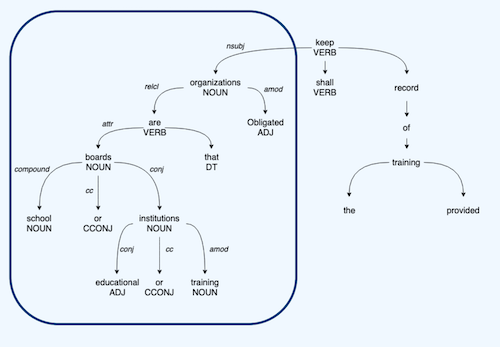 keep
nsubj VERB
organizations shall
NOUN VERB record
relcl amod
are Obligated of
VERB ADJ
attr
boards that training
NOUN DT
compound cc conj
school or institutions the provided
NOUN CCONJ NOUN
conj cc amod
educational or training
ADJ CCONJ NOUN